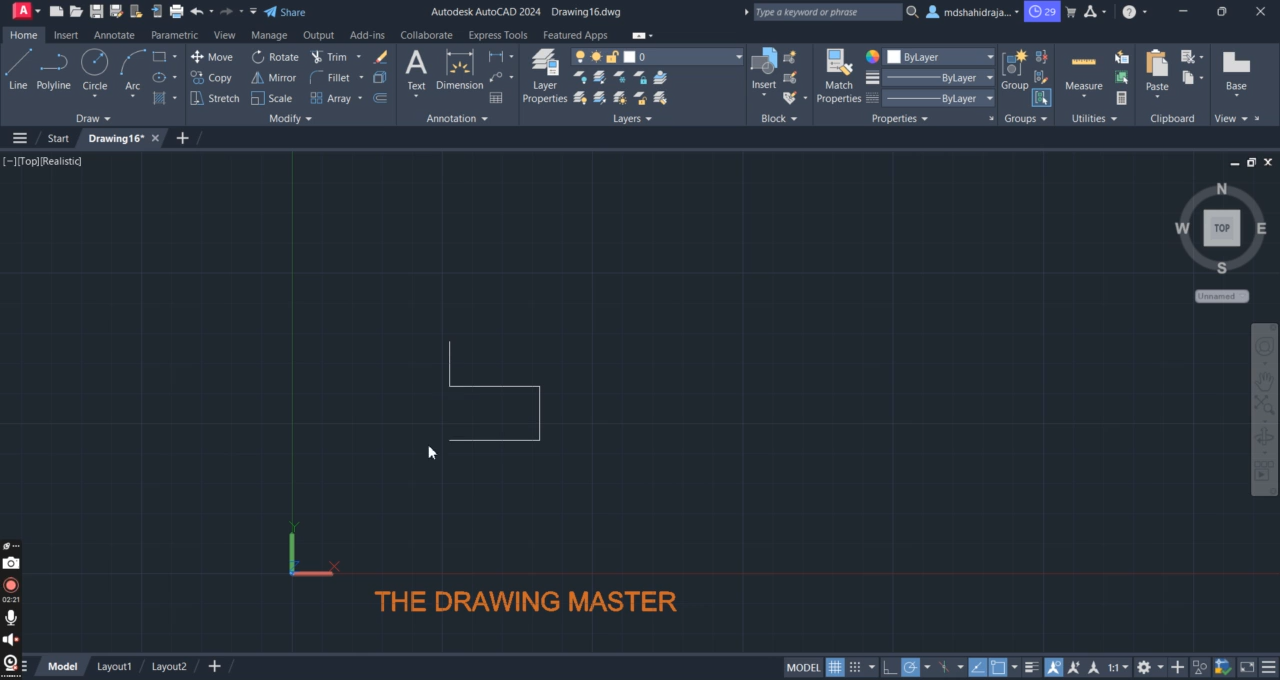 Share
Autodesk AutoCAD 2024 Drawing16.dwg
Type a keyword or phrase
mdshahidraja...
29
Home Insert Annotate Parametric View Manage Output Add-ins Collaborate Express Tools Featured Apps
Line Polyline Circle Arc
Move Rotate Trim
Copy Mirror Fillet
Stretch Scale Array
Text Dimension
Layer Properties
0
Insert
Match Properties
ByLayer
ByLayer
ByLayer
Group
Measure
Paste
Base
Draw Modify Annotation Layers Block Properties Groups Utilities Clipboard View
Start Drawing16*
[−][Top][Realistic]
N
W TOP E
S
Unnamed
Y
X
02:21
THE DRAWING MASTER
Model Layout1 Layout2
MODEL 1:1